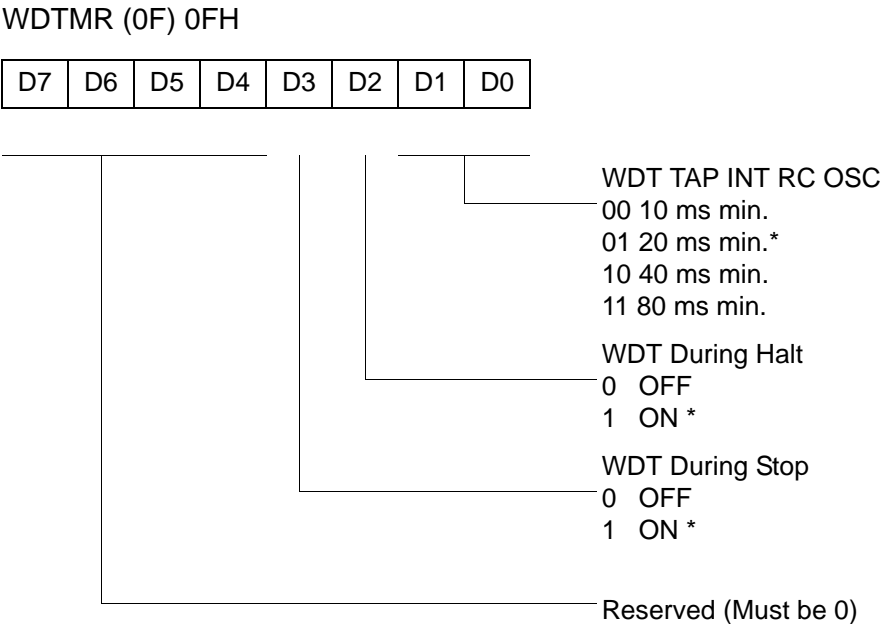 WDTMR (0F) 0FH
D7 D6 D5 D4 D3 D2 D1 D0
WDT TAP INT RC OSC
00 10 ms min.
01 20 ms min.*
10 40 ms min.
11 80 ms min.
WDT During Halt
0 OFF
1 ON *
WDT During Stop
0 OFF
1 ON *
Reserved (Must be 0)